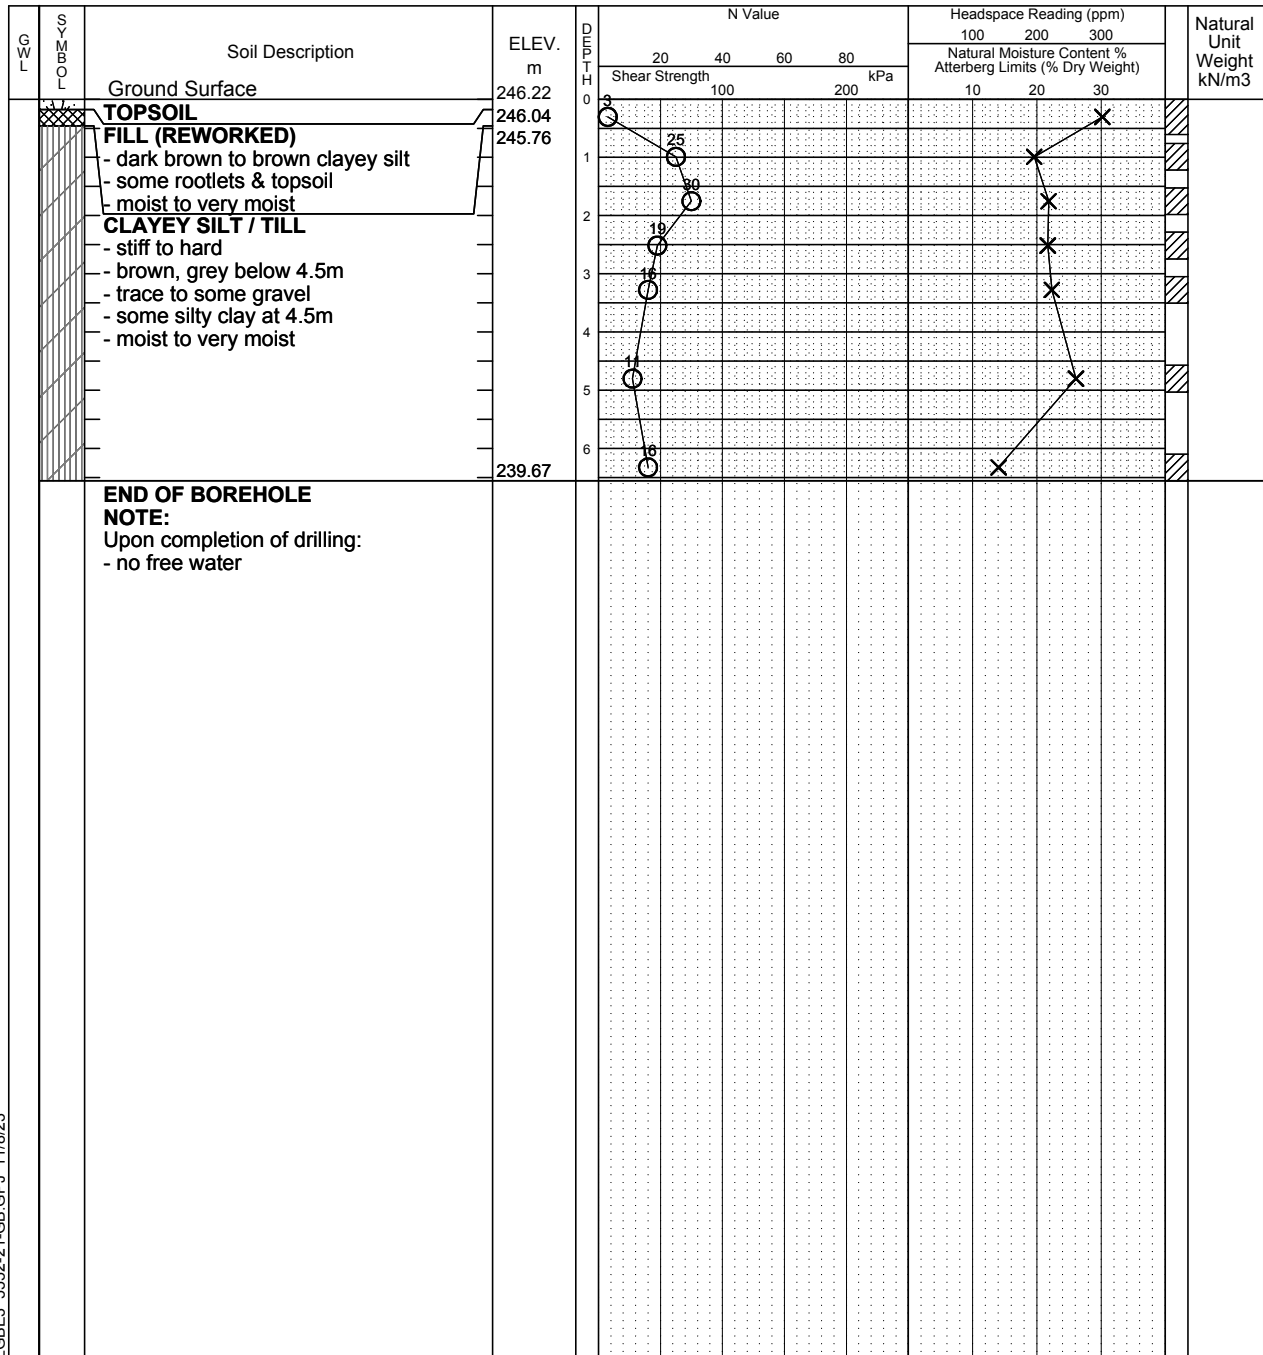 GWL
SYMBOL
Soil Description
Ground Surface
ELEV.
m
246.22
DEPTH
N Value
20 40 60 80
Shear Strength kPa
100 200
Headspace Reading (ppm)
100 200 300
Natural Moisture Content %
Atterberg Limits (% Dry Weight)
10 20 30
Natural
Unit
Weight
kN/m3
0
TOPSOIL
246.04
FILL (REWORKED)
245.76
- dark brown to brown clayey silt
- some rootlets & topsoil
- moist to very moist
CLAYEY SILT / TILL
- stiff to hard
- brown, grey below 4.5m
- trace to some gravel
- some silty clay at 4.5m
- moist to very moist
239.67
1
2
3
4
5
6
3
25
30
19
16
11
16
END OF BOREHOLE
NOTE:
Upon completion of drilling:
- no free water